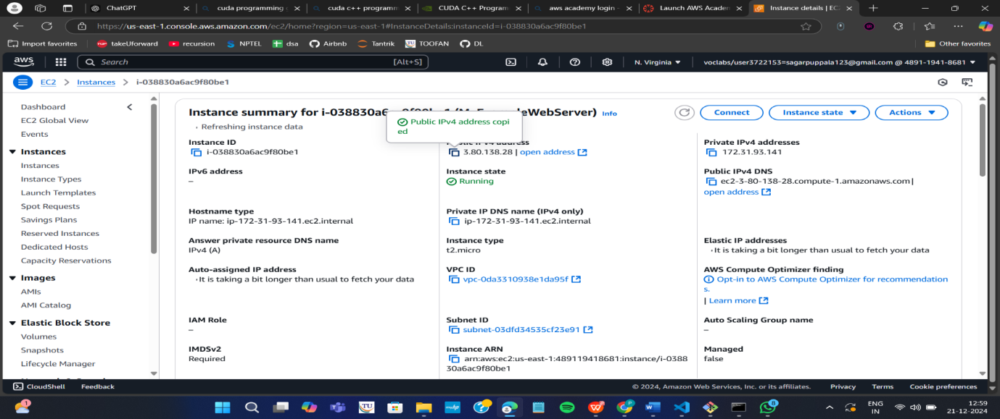 ChatGPT
cuda programming g
cuda c++ programm
CUDA C++ Program
aws academy login -
Launch AWS Academ
Instance details | EC
https://us-east-1.console.aws.amazon.com/ec2/home?region=us-east-1#InstanceDetails:instanceId=i-038830a6ac9f80be1
Import favorites
takeUforward
recursion
NPTEL
dsa
Airbnb
Tantrik
TU
TOOFAN
DL
Other favorites
aws
Search
[Alt+S]
N. Virginia
voclabs/user3722153=sagarpuppala123@gmail.com @ 4891-1941-8681
EC2 > Instances > i-038830a6ac9f80be1
Dashboard
EC2 Global View
Events
Instances
Instances
Instance Types
Launch Templates
Spot Requests
Savings Plans
Reserved Instances
Dedicated Hosts
Capacity Reservations
Images
AMIs
AMI Catalog
Elastic Block Store
Volumes
Snapshots
Lifecycle Manager
Instance summary for i-038830a6
WebServer) Info
Public IPv4 address copi
ed
Refreshing instance data
Connect
Instance state
Actions
Instance ID
i-038830a6ac9f80be1
address
3.80.138.28 | open address
Private IPv4 addresses
172.31.93.141
IPv6 address
–
Instance state
Running
Public IPv4 DNS
ec2-3-80-138-28.compute-1.amazonaws.com |
open address
Hostname type
IP name: ip-172-31-93-141.ec2.internal
Private IP DNS name (IPv4 only)
ip-172-31-93-141.ec2.internal
Answer private resource DNS name
IPv4 (A)
Instance type
t2.micro
Elastic IP addresses
It is taking a bit longer than usual to fetch your data
Auto-assigned IP address
It is taking a bit longer than usual to fetch your data
VPC ID
vpc-0da3310938e1da95f
AWS Compute Optimizer finding
Opt-in to AWS Compute Optimizer for recommendation
s.
| Learn more
IAM Role
–
Subnet ID
subnet-03dfd34535cf23e91
Auto Scaling Group name
–
IMDSv2
Required
Instance ARN
arn:aws:ec2:us-east-1:489119418681:instance/i-0388
30a6ac9f80be1
Managed
false
CloudShell
Feedback
© 2024, Amazon Web Services, Inc. or its affiliates.
Privacy
Terms
Cookie preferences
1
TU
myhp
P
8
ENG
IN
12:59
21-12-2024